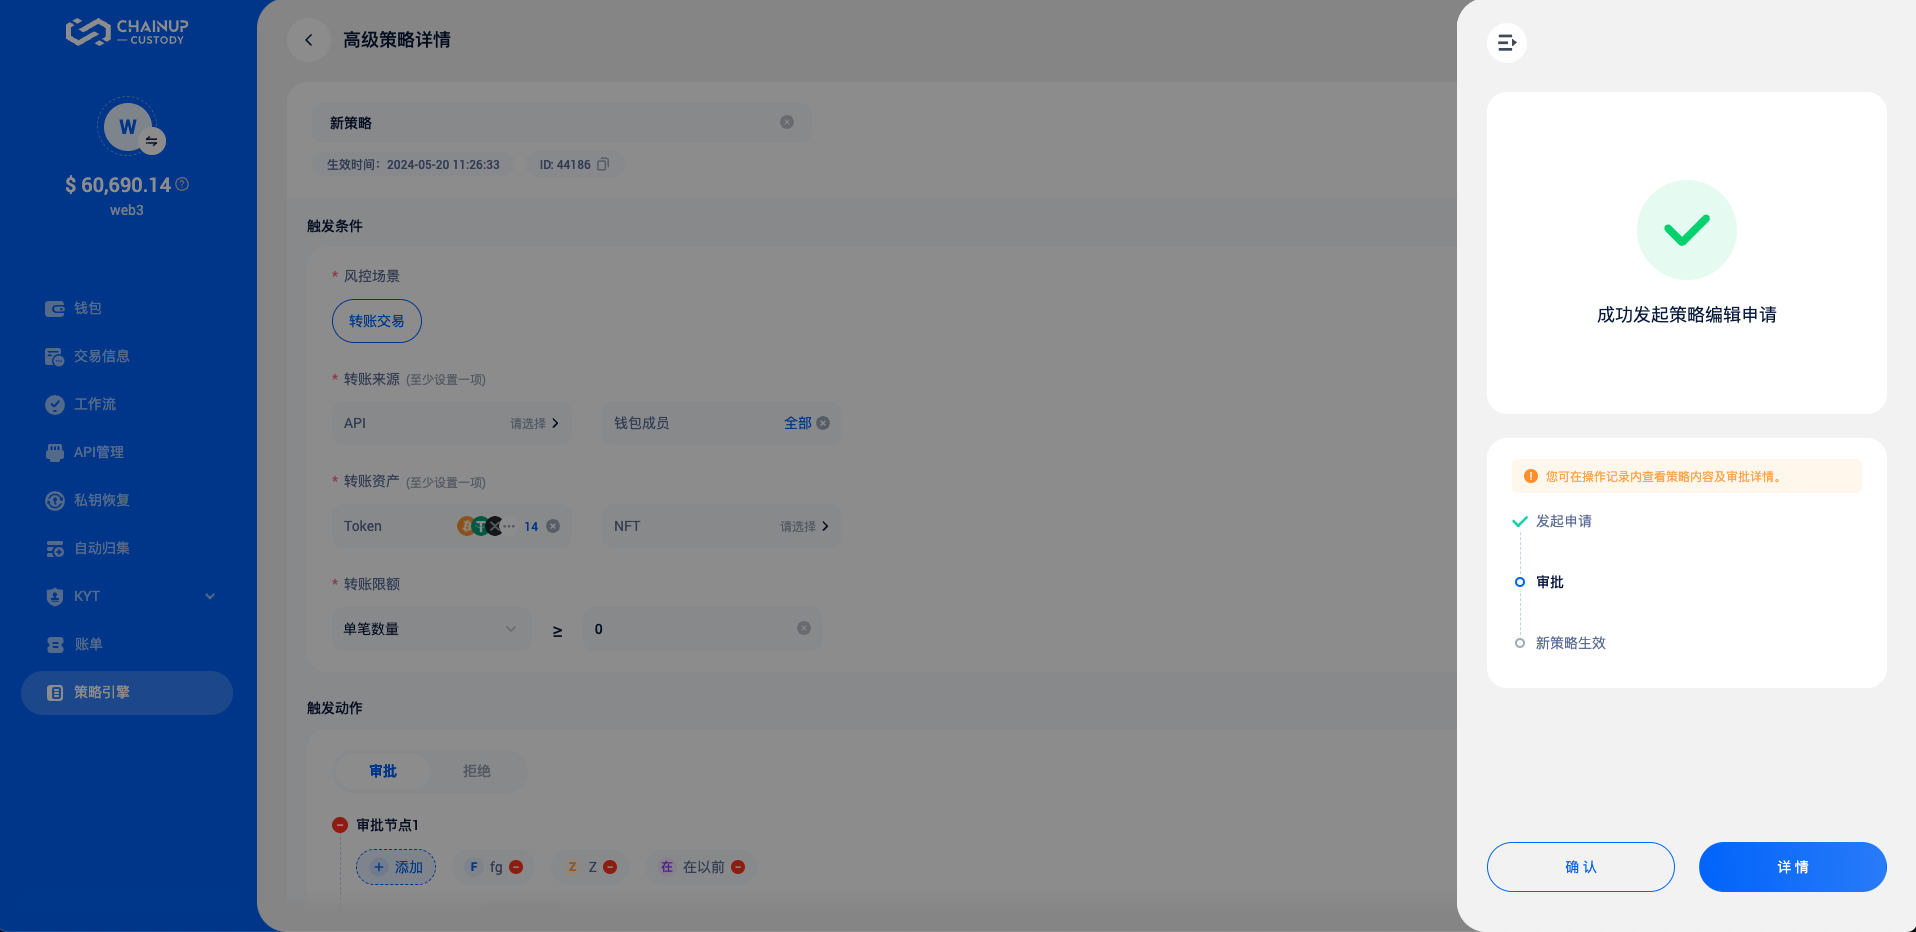 CHAINUP
CUSTODY
W
$ 60,690.14
web3
钱包
交易信息
工作流
API管理
私钥恢复
自动归集
KYT
账单
策略引擎
高级策略详情
新策略
生效时间：2024-05-20 11:26:33 ID: 44186
触发条件
* 风控场景
转账交易
* 转账来源 (至少设置一项)
API 请选择 钱包成员 全部
* 转账资产 (至少设置一项)
Token 14 NFT 请选择
* 转账限额
单笔数量 ≥ 0
触发动作
审批 拒绝
审批节点1
+ 添加 F fg Z Z 在 在以前
成功发起策略编辑申请
您可在操作记录内查看策略内容及审批详情。
发起申请
审批
新策略生效
确 认 详 情